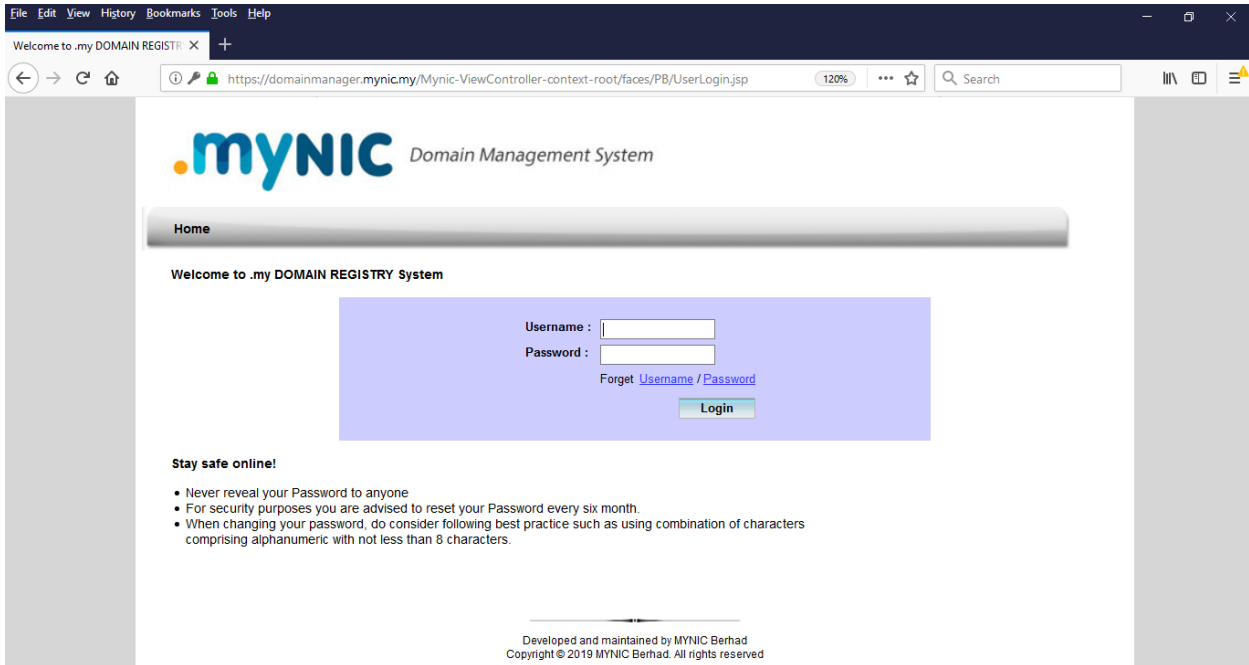 File Edit View History Bookmarks Tools Help
Welcome to .my DOMAIN REGISTR
https://domainmanager.mynic.my/Mynic-ViewController-context-root/faces/PB/UserLogin.jsp 120% Search
.mYNIC Domain Management System
Home
Welcome to .my DOMAIN REGISTRY System
Username :
Password :
Forget Username / Password
Login
Stay safe online!
• Never reveal your Password to anyone
• For security purposes you are advised to reset your Password every six month.
• When changing your password, do consider following best practice such as using combination of characters
comprising alphanumeric with not less than 8 characters.
Developed and maintained by MYNIC Berhad
Copyright © 2019 MYNIC Berhad. All rights reserved